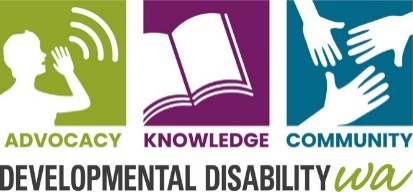 ADVOCACY KNOWLEDGE COMMUNITY
DEVELOPMENTAL DISABILITY wa